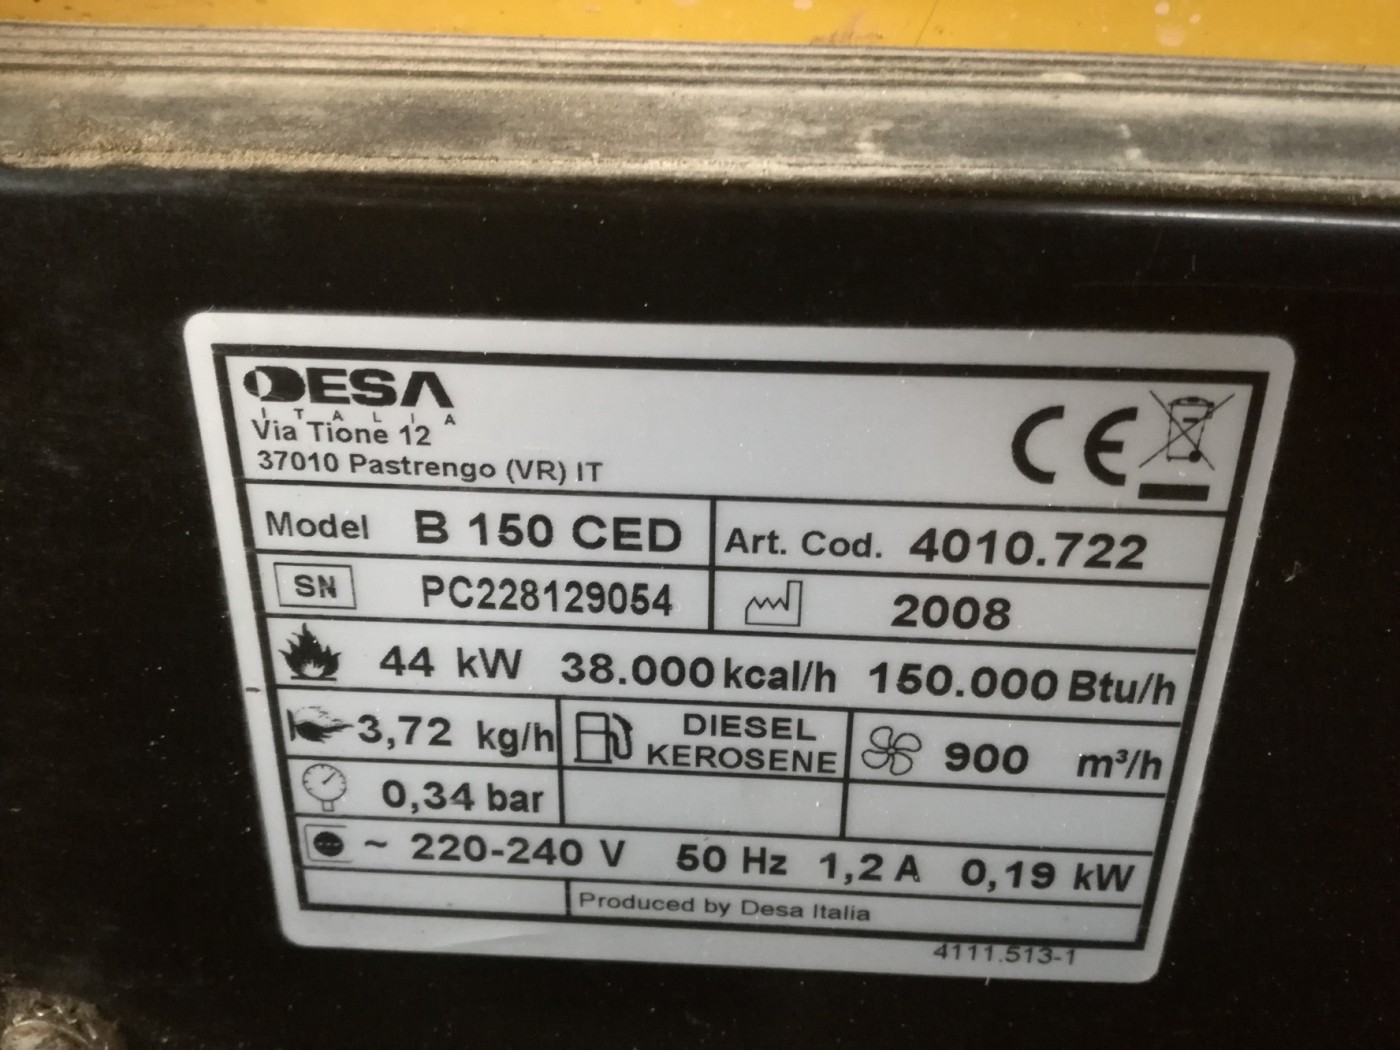 DESA
ITALIA
Via Tione 12
37010 Pastrengo (VR) IT
CE
Model B 150 CED Art. Cod. 4010.722
SN PC228129054 2008
44 kW 38.000 kcal/h 150.000 Btu/h
3,72 kg/h DIESEL KEROSENE 900 m³/h
0,34 bar
~ 220-240 V 50 Hz 1,2 A 0,19 kW
Produced by Desa Italia
4111.513-1